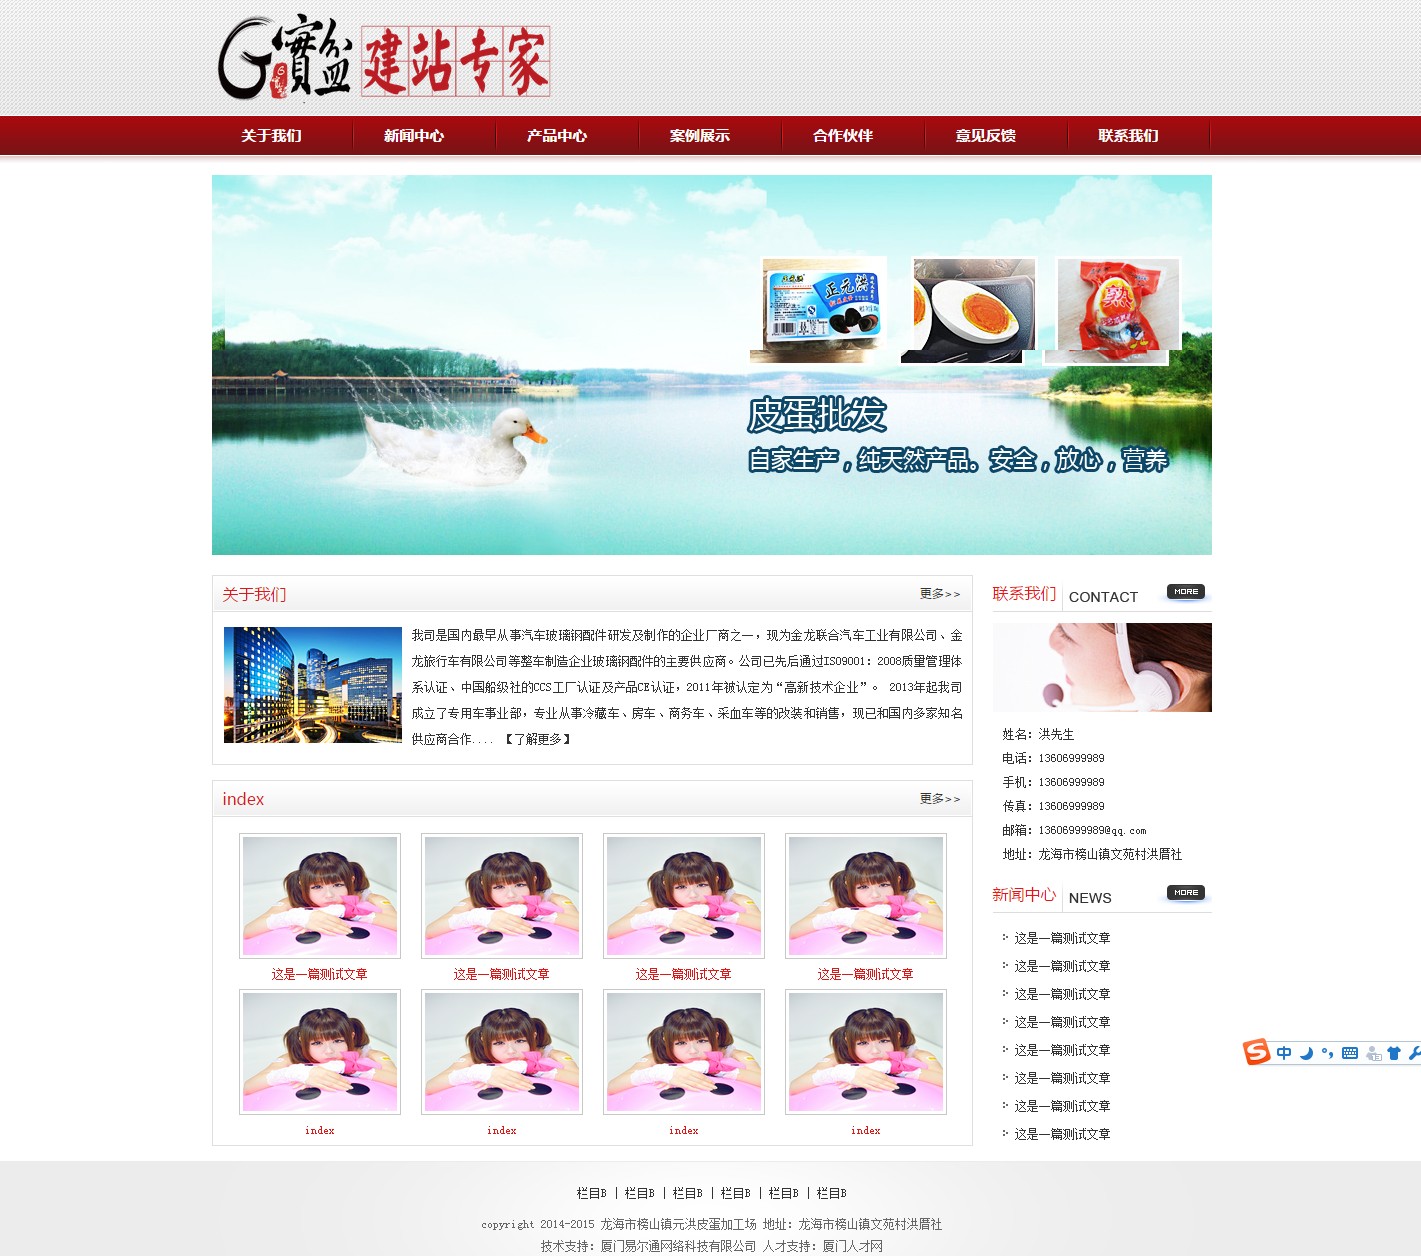 實盆 建站专家
关于我们 新闻中心 产品中心 案例展示 合作伙伴 意见反馈 联系我们
正元洪
皮蛋批发
自家生产，纯天然产品。安全，放心，营养
关于我们 更多>>
我司是国内最早从事汽车玻璃钢配件研发及制作的企业厂商之一，现为金龙联合汽车工业有限公司、金
龙旅行车有限公司等整车制造企业玻璃钢配件的主要供应商。公司已先后通过ISO9001：2008质量管理体
系认证、中国船级社的CCS工厂认证及产品CE认证，2011年被认定为“高新技术企业”。 2013年起我司
成立了专用车事业部，专业从事冷藏车、房车、商务车、采血车等的改装和销售，现已和国内多家知名
供应商合作.... 【了解更多】
index 更多>>
这是一篇测试文章 这是一篇测试文章 这是一篇测试文章 这是一篇测试文章
index index index index
联系我们 CONTACT MORE
姓名：洪先生
电话：13606999989
手机：13606999989
传真：13606999989
邮箱：13606999989@qq.com
地址：龙海市榜山镇文苑村洪厝社
新闻中心 NEWS MORE
这是一篇测试文章
这是一篇测试文章
这是一篇测试文章
这是一篇测试文章
这是一篇测试文章
这是一篇测试文章
这是一篇测试文章
这是一篇测试文章
中
栏目B | 栏目B | 栏目B | 栏目B | 栏目B | 栏目B
copyright 2014-2015 龙海市榜山镇元洪皮蛋加工场 地址：龙海市榜山镇文苑村洪厝社
技术支持：厦门易尔通网络科技有限公司 人才支持：厦门人才网